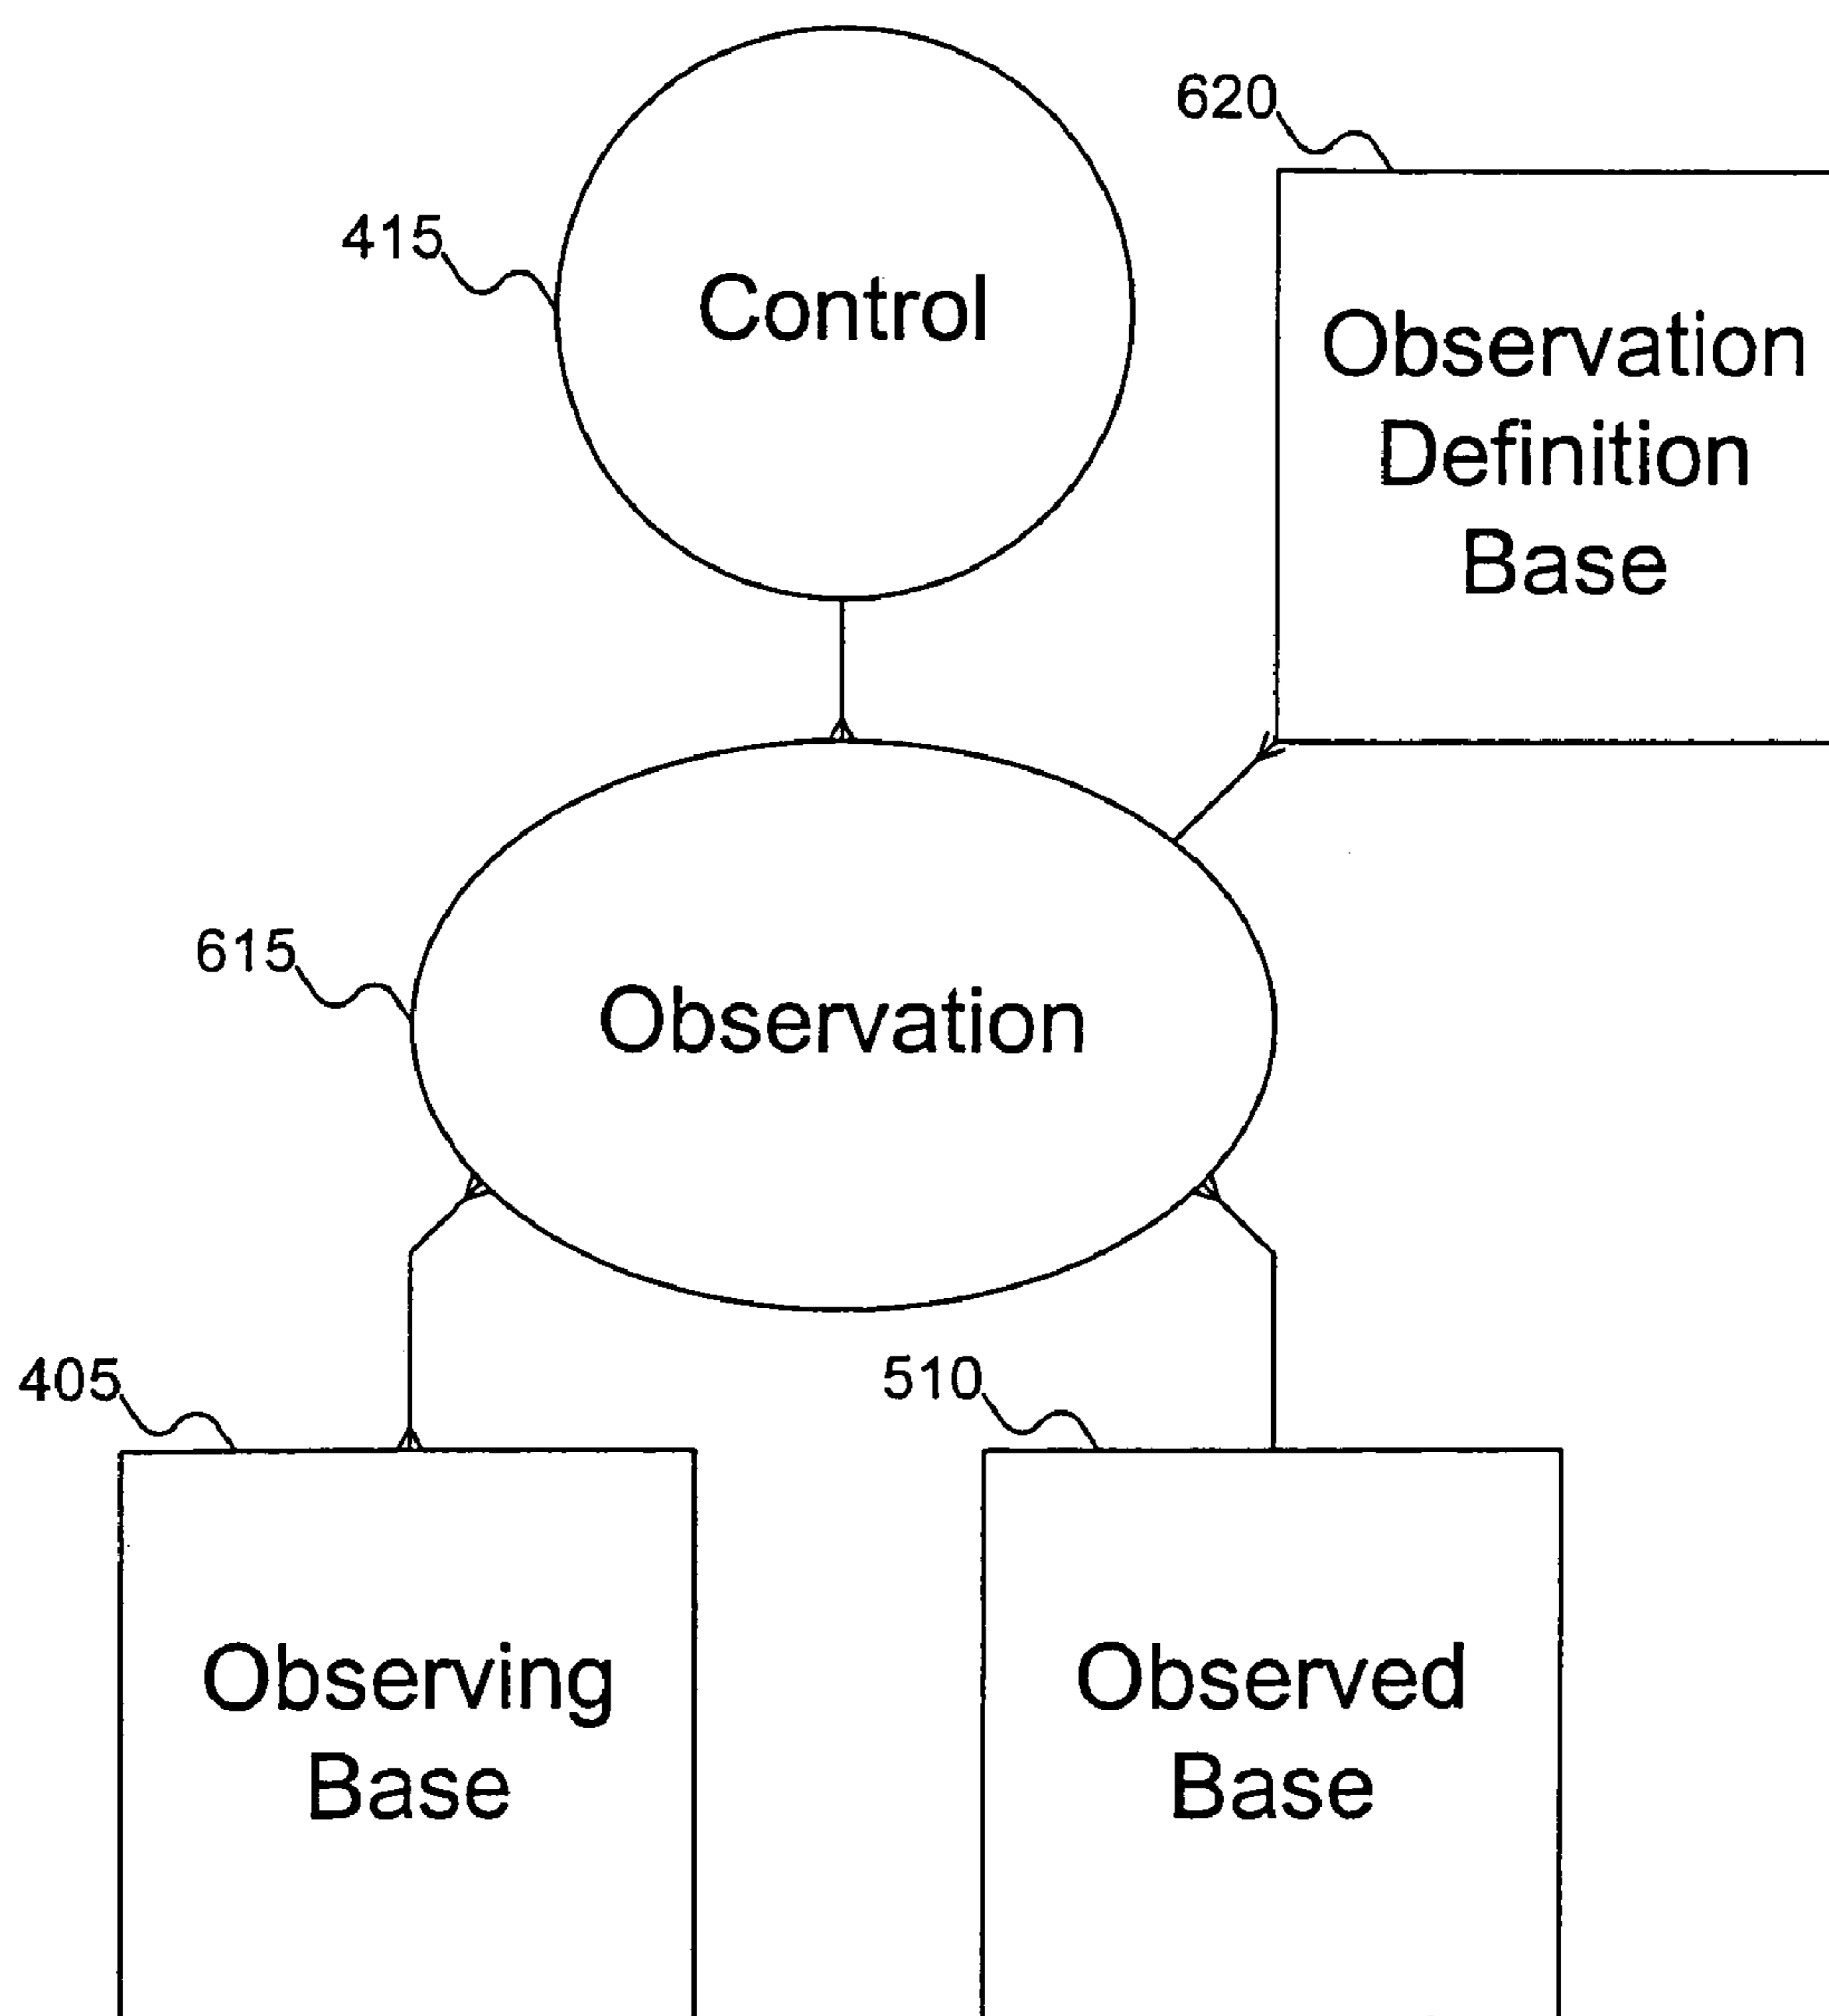 620
415
Control
Observation
Definition
Base
615
Observation
405
510
Observing
Base
Observed
Base